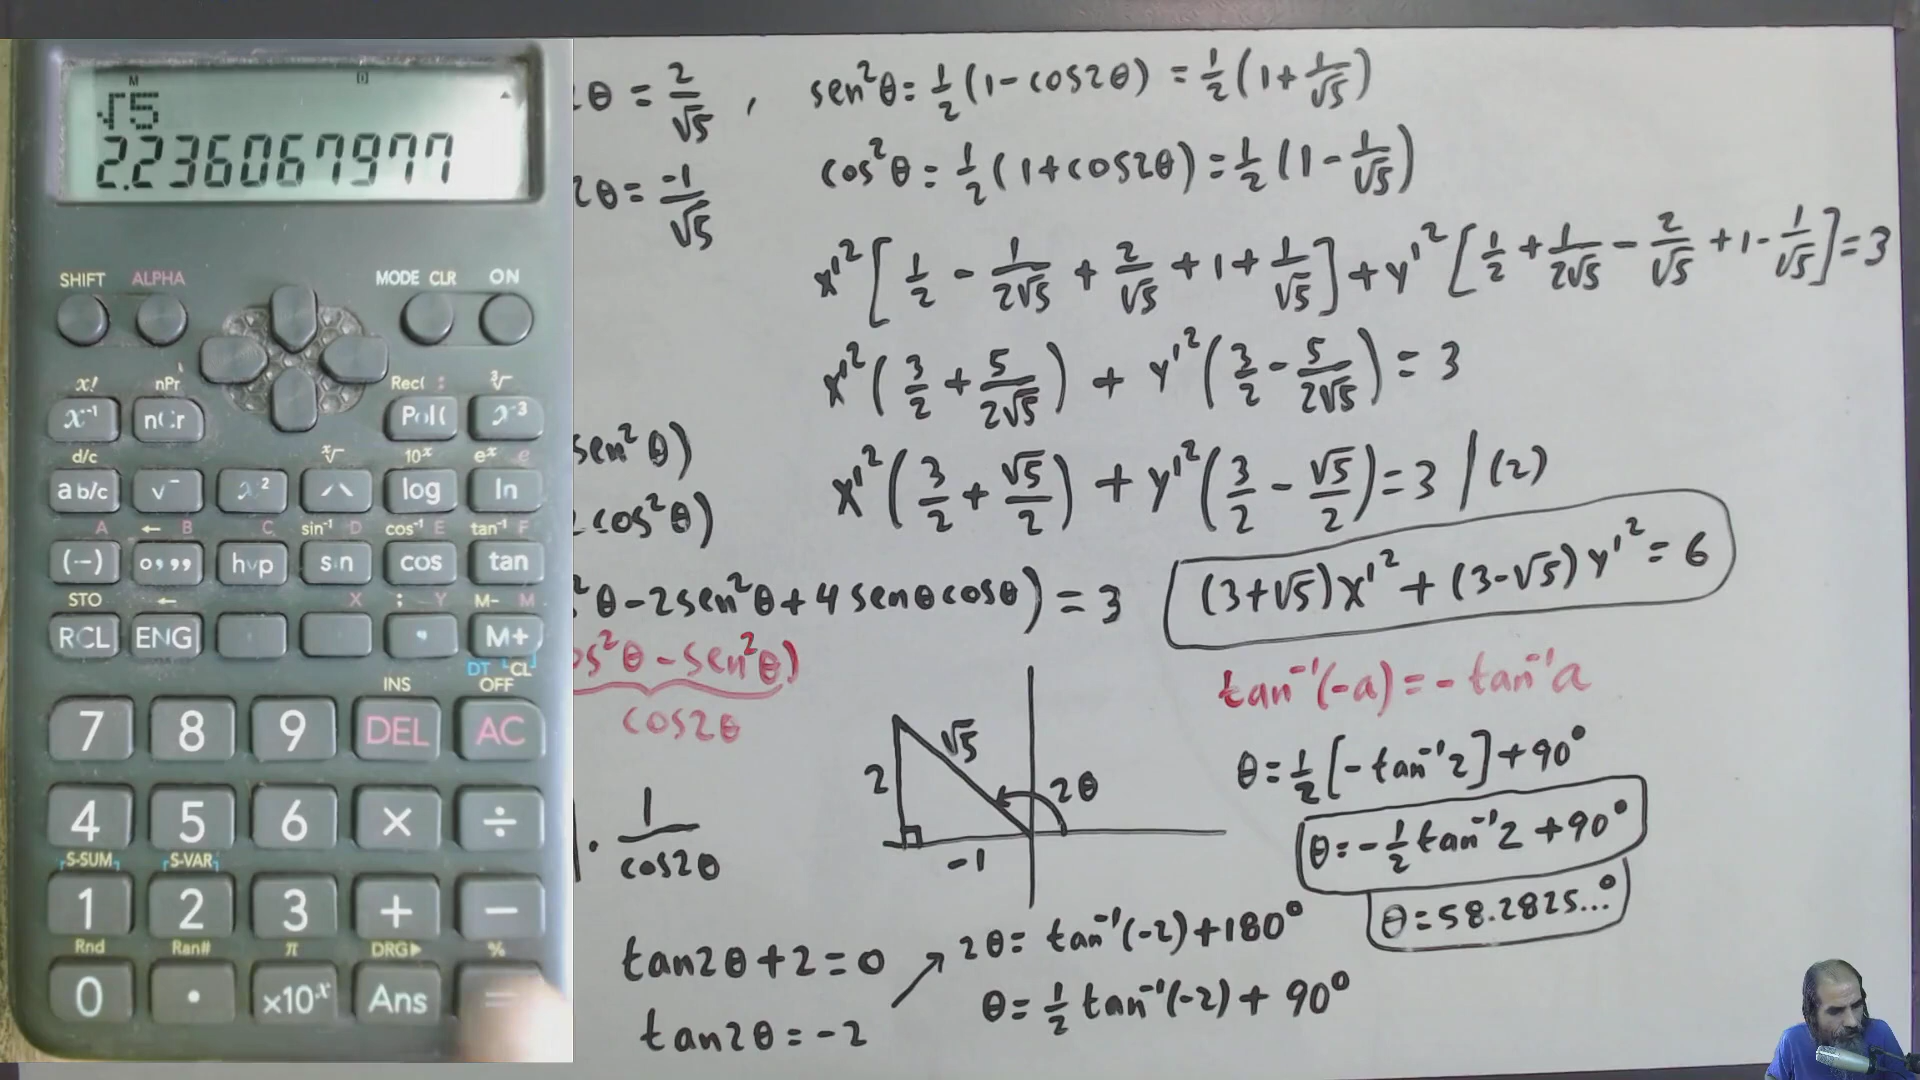 √5
2.236067977
SHIFT ALPHA MODE CLR ON
x! nPr Rec( : ³√
x⁻¹ nCr Pol( x³
d/c ˣ√ 10ˣ eˣ e
a b/c √ x² ^ log ln
A ← B C sin⁻¹ D cos⁻¹ E tan⁻¹ F
(-) o,,, hyp sin cos tan
STO ← X ; Y M- M
RCL ENG , M+
DT CL
INS OFF
7 8 9 DEL AC
4 5 6 × ÷
S-SUM S-VAR
1 2 3 + −
Rnd Ran# π DRG▶ %
0 . ×10ˣ Ans =
2θ = 2/√5 ,
2θ = -1/√5
sen²θ = 1/2 (1 - cos2θ) = 1/2 (1 + 1/√5)
cos²θ = 1/2 (1 + cos2θ) = 1/2 (1 - 1/√5)
x'² [1/2 - 1/2√5 + 2/√5 + 1 + 1/√5] + y'² [1/2 + 1/2√5 - 2/√5 + 1 - 1/√5] = 3
x'² (3/2 + 5/2√5) + y'² (3/2 - 5/2√5) = 3
x'² (3/2 + √5/2) + y'² (3/2 - √5/2) = 3 / (2)
(3+√5)x'² + (3-√5)y'² = 6
sen²θ)
cos²θ)
²θ - 2sen²θ + 4senθcosθ) = 3
os²θ - sen²θ)
cos2θ
· 1/cos2θ
tan2θ + 2 = 0
tan2θ = -2
2
√5
2θ
-1
2θ = tan⁻¹(-2) + 180°
θ = 1/2 tan⁻¹(-2) + 90°
tan⁻¹(-a) = - tan⁻¹a
θ = 1/2 [- tan⁻¹2] + 90°
θ = - 1/2 tan⁻¹2 + 90°
θ = 58.2825...°